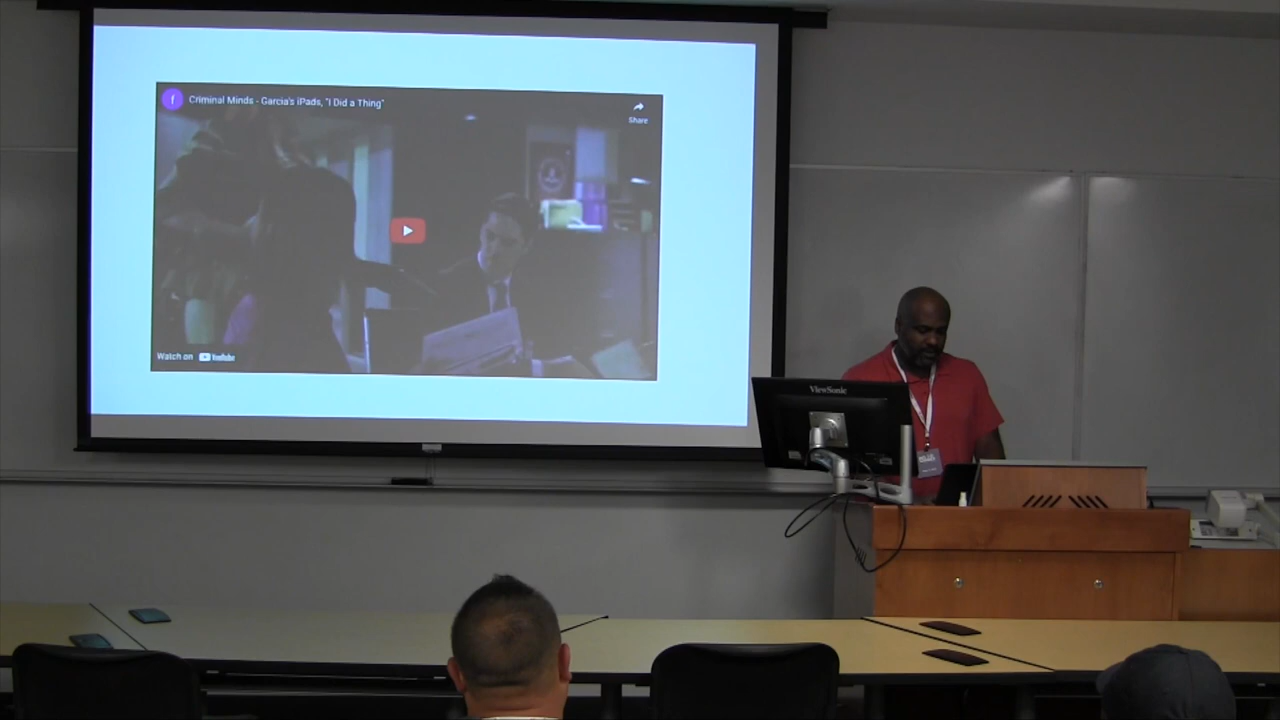 f
Criminal Minds - Garcia's iPads, "I Did a Thing"
Share
Watch on YouTube
ViewSonic